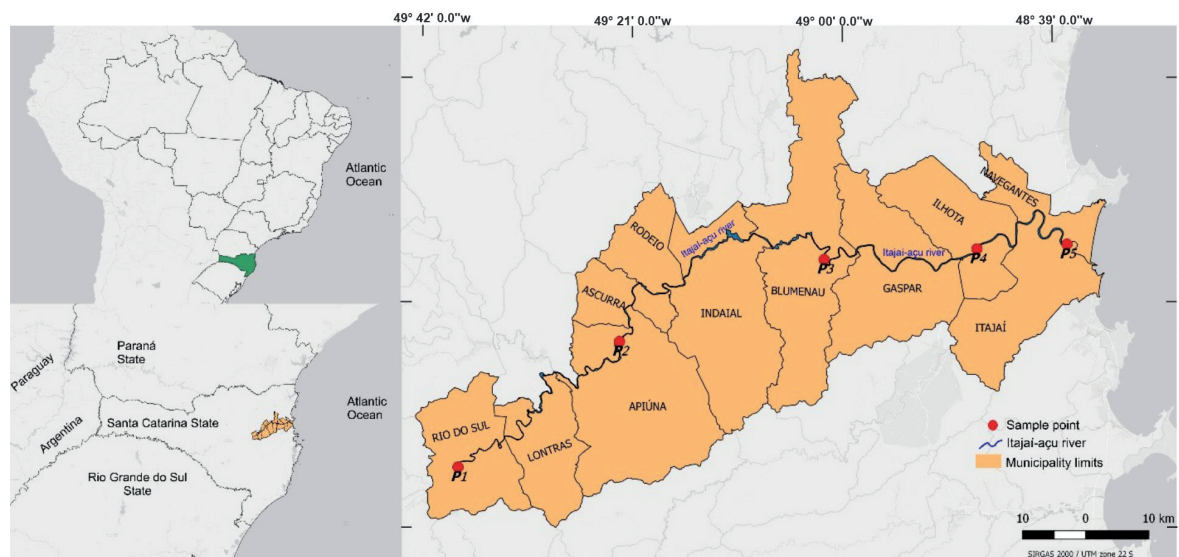 49° 42' 0.0"w
49° 21' 0.0"w
49° 00' 0.0"w
48° 39' 0.0"w
Atlantic
Ocean
Paraguay
Paraná
State
Argentina
Santa Catarina State
Atlantic
Ocean
Rio Grande do Sul
State
NAVEGANTES
ILHOTA
RODEIO
Itajaí-açu river
Itajaí-açu river
P5
P4
P3
ASCURRA
BLUMENAU
GASPAR
INDAIAL
ITAJAÍ
P2
APIÚNA
RIO DO SUL
LONTRAS
P1
Sample point
Itajaí-açu river
Municipality limits
10 0 10 km
SIRGAS 2000 / UTM zone 22 S